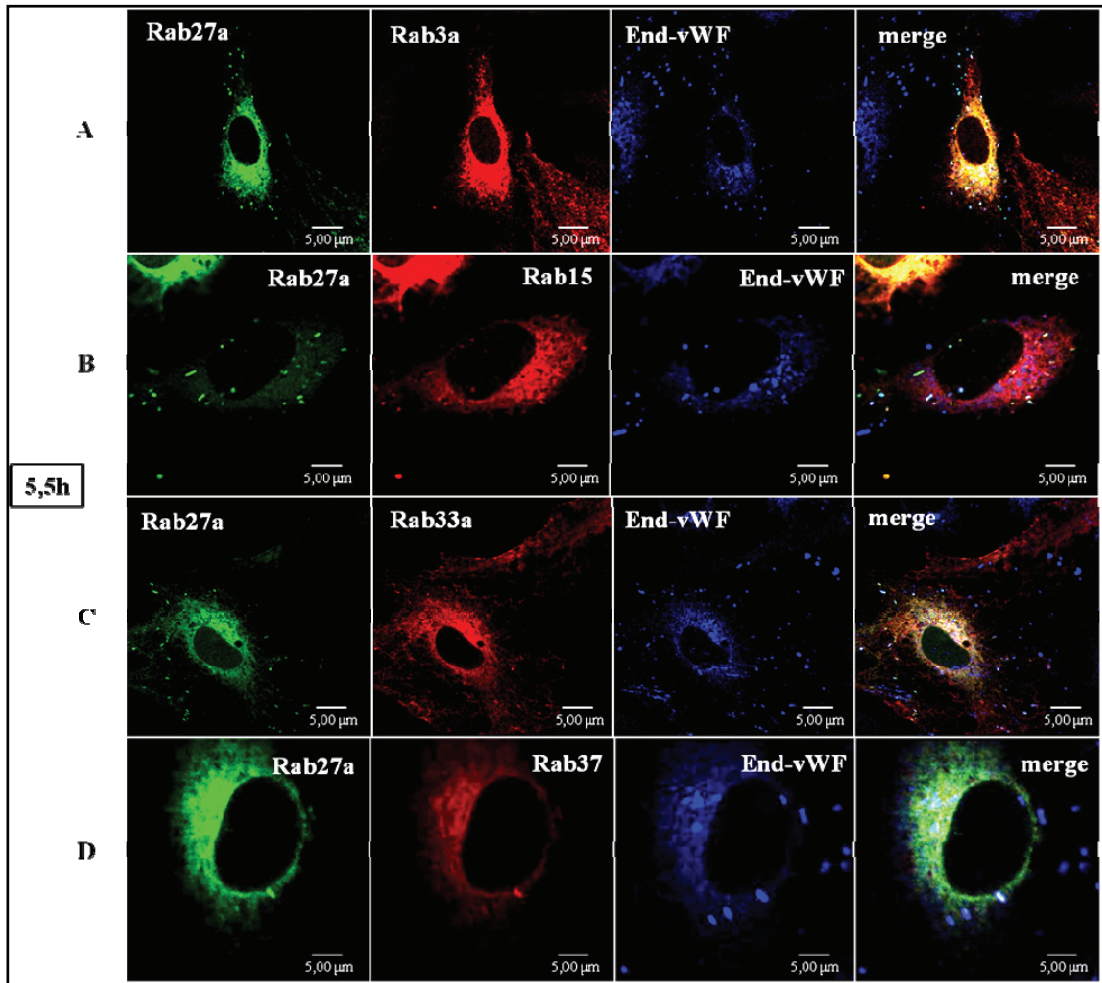 Rab27a Rab3a End-vWF merge
A
5,00 µm 5,00 µm 5,00 µm 5,00 µm
Rab27a Rab15 End-vWF merge
B
5,00 µm 5,00 µm 5,00 µm 5,00 µm
5,5h
Rab27a Rab33a End-vWF merge
C
5,00 µm 5,00 µm 5,00 µm 5,00 µm
Rab27a Rab37 End-vWF merge
D
5,00 µm 5,00 µm 5,00 µm 5,00 µm